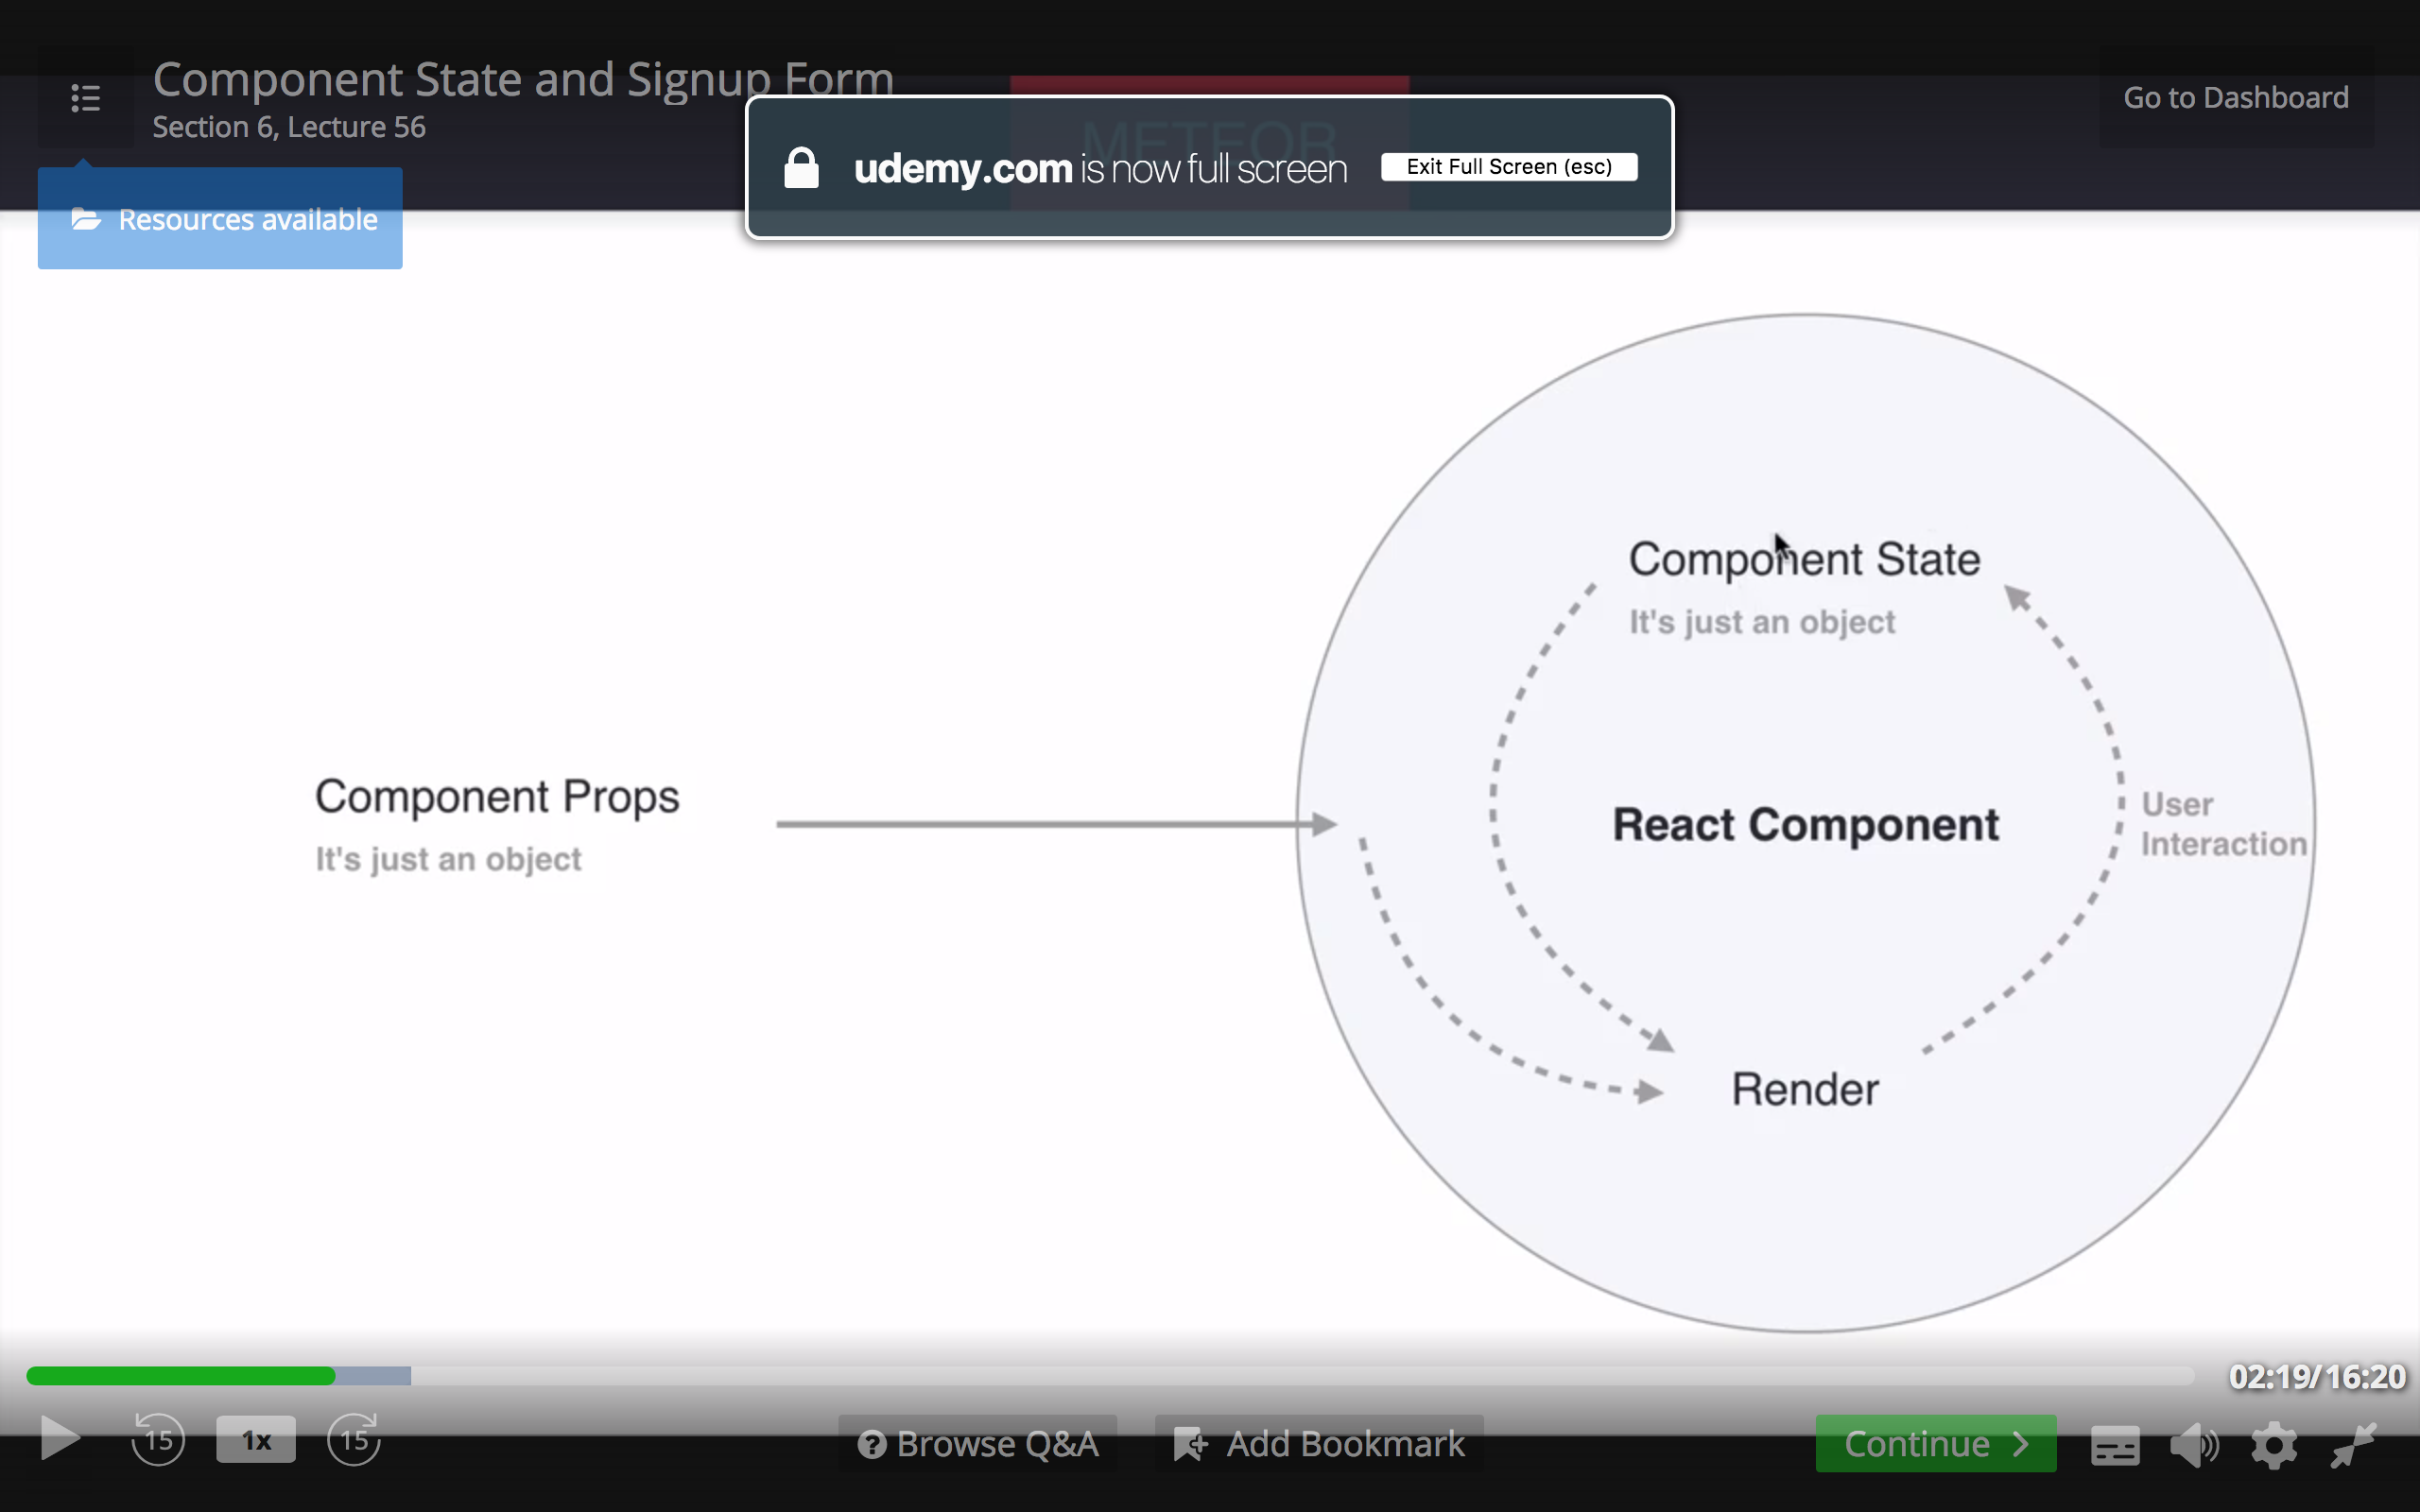 Component State and Signup Form
Section 6, Lecture 56
Go to Dashboard
METEOR
udemy.com is now full screen
Exit Full Screen (esc)
Resources available
Component State
It's just an object
Component Props
It's just an object
React Component
User
Interaction
Render
02:19/16:20
15
1x
15
? Browse Q&A
Add Bookmark
Continue